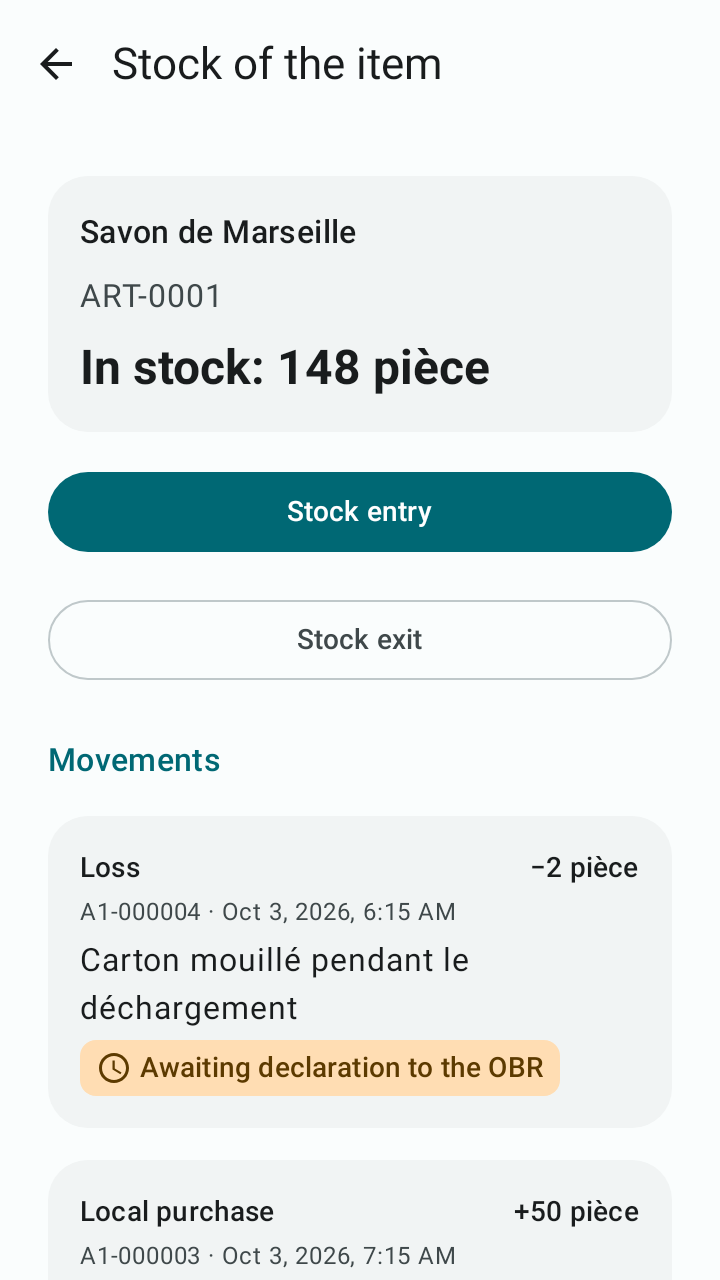 Stock of the item
Savon de Marseille
ART-0001
In stock: 148 pièce
Stock entry
Stock exit
Movements
Loss
−2 pièce
A1-000004 · Oct 3, 2026, 6:15 AM
Carton mouillé pendant le
déchargement
Awaiting declaration to the OBR
Local purchase
+50 pièce
A1-000003 · Oct 3, 2026, 7:15 AM